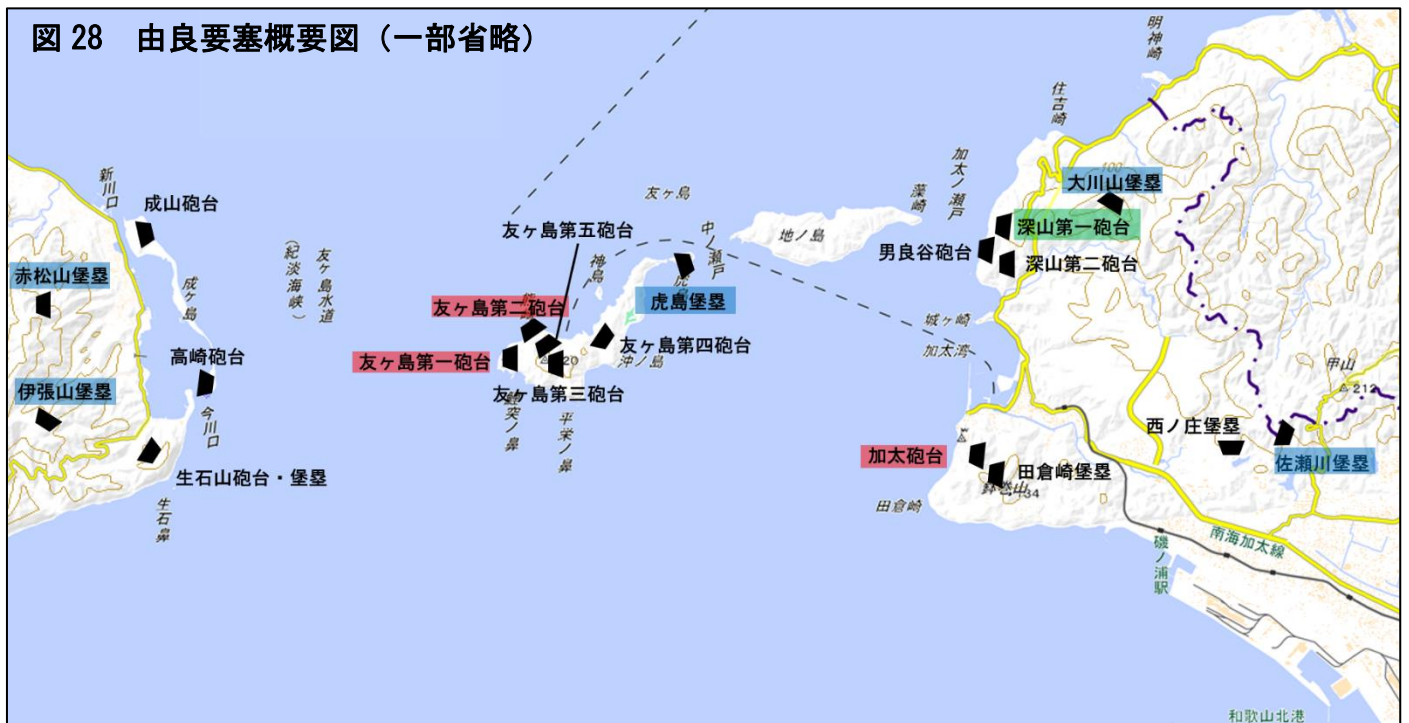 図28 由良要塞概要図（一部省略）
明神崎
住吉崎
新川口
成山砲台
友ヶ島
藻崎
加太ノ瀬戸
100
大川山堡塁
友ヶ島第五砲台
中ノ瀬戸
地ノ島
深山第一砲台
男良谷砲台
深山第二砲台
友ヶ島水道
（紀淡海峡）
赤松山堡塁
成ヶ島
神島
友ヶ島第二砲台
虎島堡塁
城ヶ崎
加太湾
高崎砲台
友ヶ島第一砲台
友ヶ島第四砲台
沖ノ島
友ヶ島第三砲台
甲山
212
伊張山堡塁
今川口
平栄ノ鼻
西ノ庄堡塁
佐瀬川堡塁
加太砲台
田倉崎堡塁
生石山砲台・堡塁
生石鼻
田倉崎
南海加太線
磯ノ浦駅
和歌山北港